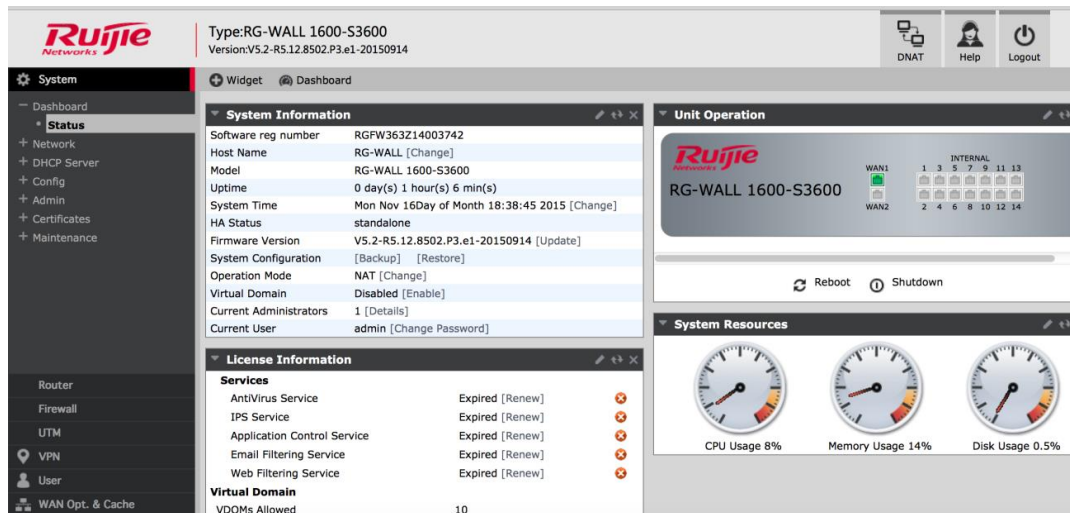 Ruijie
Networks
Type:RG-WALL 1600-S3600
Version:V5.2-R5.12.8502.P3.e1-20150914
DNAT
Help
Logout
System
Widget
Dashboard
Dashboard
Status
Network
DHCP Server
Config
Admin
Certificates
Maintenance
Router
Firewall
UTM
VPN
User
WAN Opt. & Cache
System Information
Software reg number RGFW363Z14003742
Host Name RG-WALL [Change]
Model RG-WALL 1600-S3600
Uptime 0 day(s) 1 hour(s) 6 min(s)
System Time Mon Nov 16Day of Month 18:38:45 2015 [Change]
HA Status standalone
Firmware Version V5.2-R5.12.8502.P3.e1-20150914 [Update]
System Configuration [Backup] [Restore]
Operation Mode NAT [Change]
Virtual Domain Disabled [Enable]
Current Administrators 1 [Details]
Current User admin [Change Password]
License Information
Services
AntiVirus Service Expired [Renew]
IPS Service Expired [Renew]
Application Control Service Expired [Renew]
Email Filtering Service Expired [Renew]
Web Filtering Service Expired [Renew]
Virtual Domain
VDOMs Allowed 10
Unit Operation
Ruijie
Networks
RG-WALL 1600-S3600
WAN1
WAN2
INTERNAL
1 3 5 7 9 11 13
2 4 6 8 10 12 14
Reboot
Shutdown
System Resources
CPU Usage 8%
Memory Usage 14%
Disk Usage 0.5%